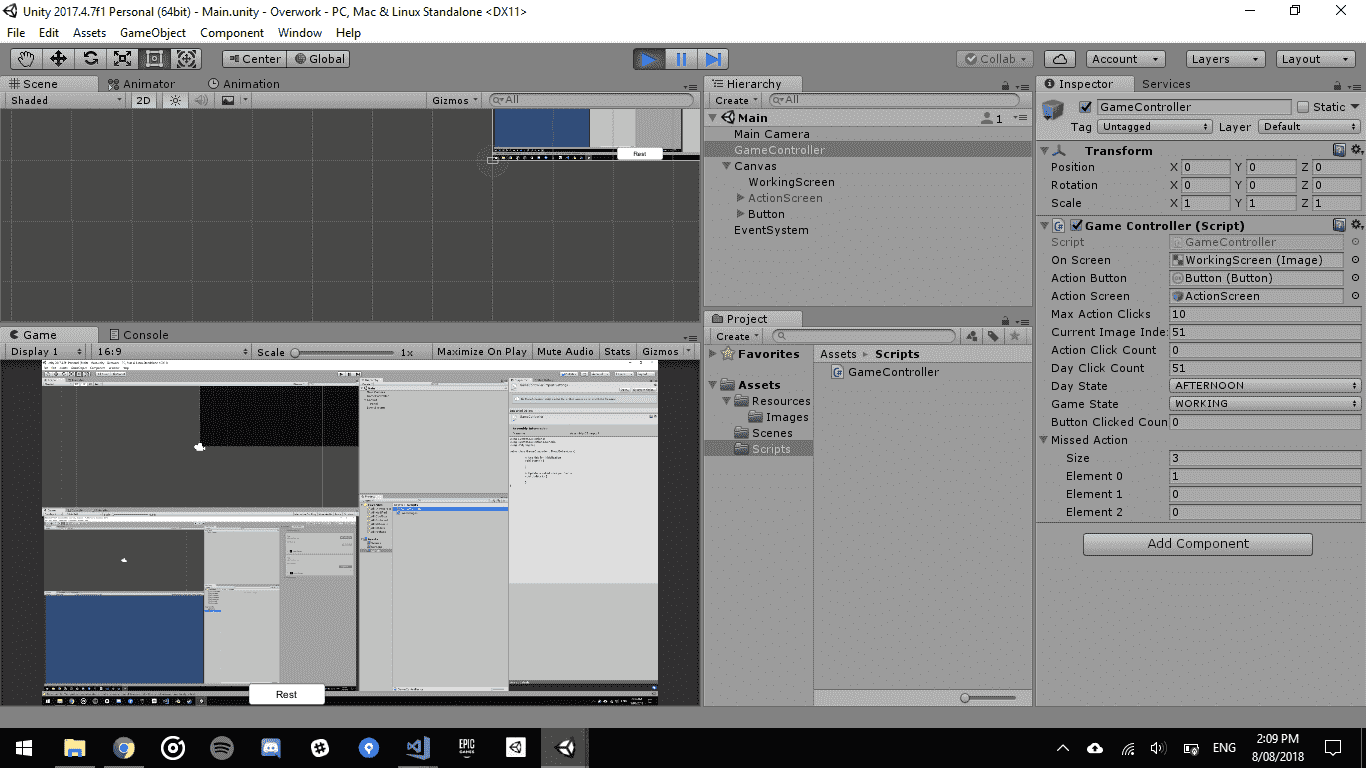 Unity 2017.4.7f1 Personal (64bit) - Main.unity - Overwork - PC, Mac & Linux Standalone <DX11>
File Edit Assets GameObject Component Window Help
Center Global Collab Account Layers Layout
Scene Animator Animation
Shaded 2D Gizmos All
Rest
Game Console
Display 1 16:9 Scale 1x Maximize On Play Mute Audio Stats Gizmos
Rest
Hierarchy
Create All
Main 1
Main Camera
GameController
Canvas
WorkingScreen
ActionScreen
Button
EventSystem
Project
Create
Favorites
Assets
Resources
Images
Scenes
Scripts
Assets Scripts
GameController
Inspector Services
GameController Static
Tag Untagged Layer Default
Transform
Position X 0 Y 0 Z 0
Rotation X 0 Y 0 Z 0
Scale X 1 Y 1 Z 1
Game Controller (Script)
Script GameController
On Screen WorkingScreen (Image)
Action Button Button (Button)
Action Screen ActionScreen
Max Action Clicks 10
Current Image Inde 51
Action Click Count 0
Day Click Count 51
Day State AFTERNOON
Game State WORKING
Button Clicked Coun 0
Missed Action
Size 3
Element 0 1
Element 1 0
Element 2 0
Add Component
EPIC GAMES
ENG
2:09 PM
8/08/2018